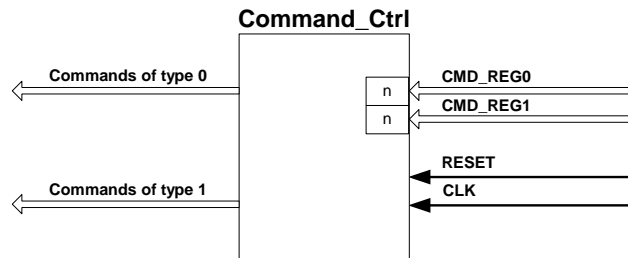 Command_Ctrl
Commands of type 0
n
CMD_REG0
n
CMD_REG1
RESET
Commands of type 1
CLK